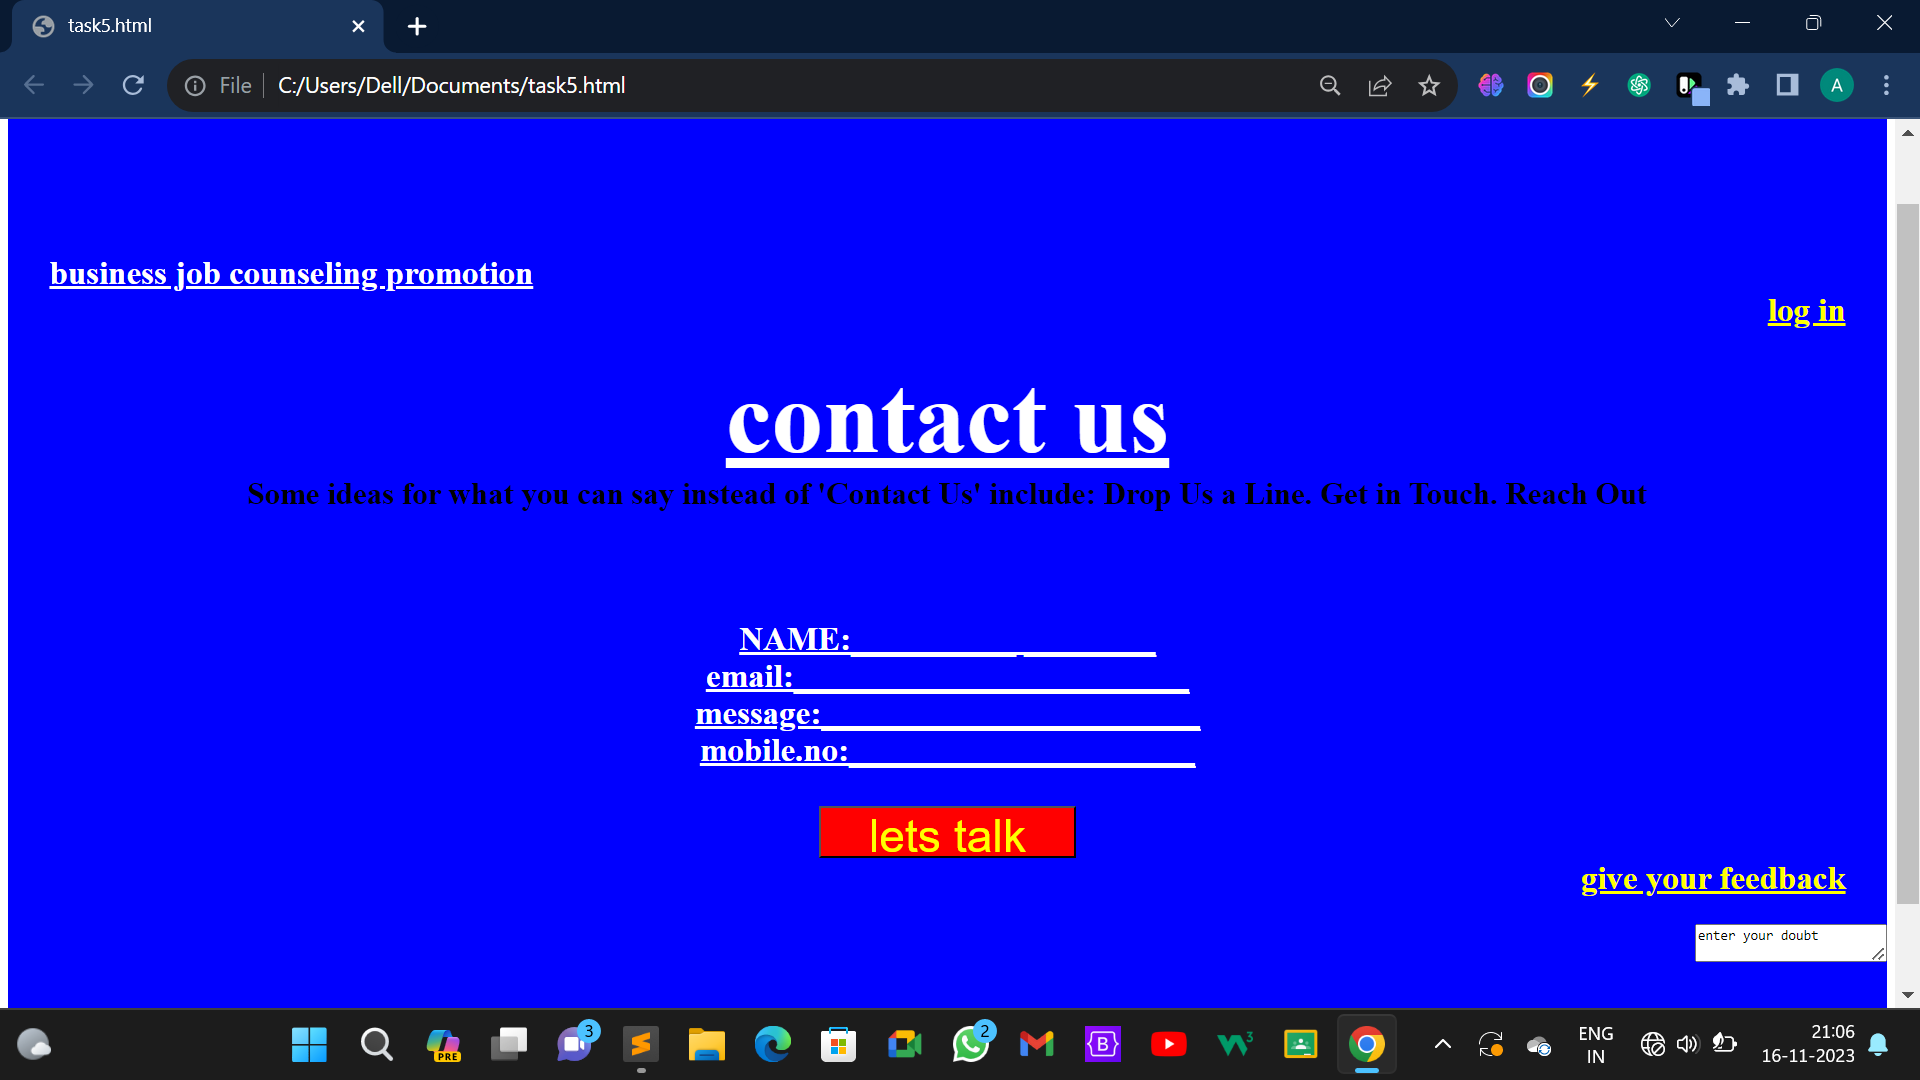 task5.html
File
C:/Users/Dell/Documents/task5.html
A
business job counseling promotion
log in
contact us
Some ideas for what you can say instead of 'Contact Us' include: Drop Us a Line. Get in Touch. Reach Out
NAME:
email:
message:
mobile.no:
lets talk
give your feedback
enter your doubt
PRE
3
2
B
3
ENG
IN
21:06
16-11-2023